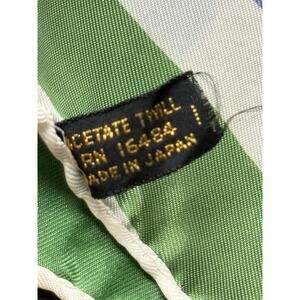 ACETATE TWILL
RN 16484
MADE IN JAPAN